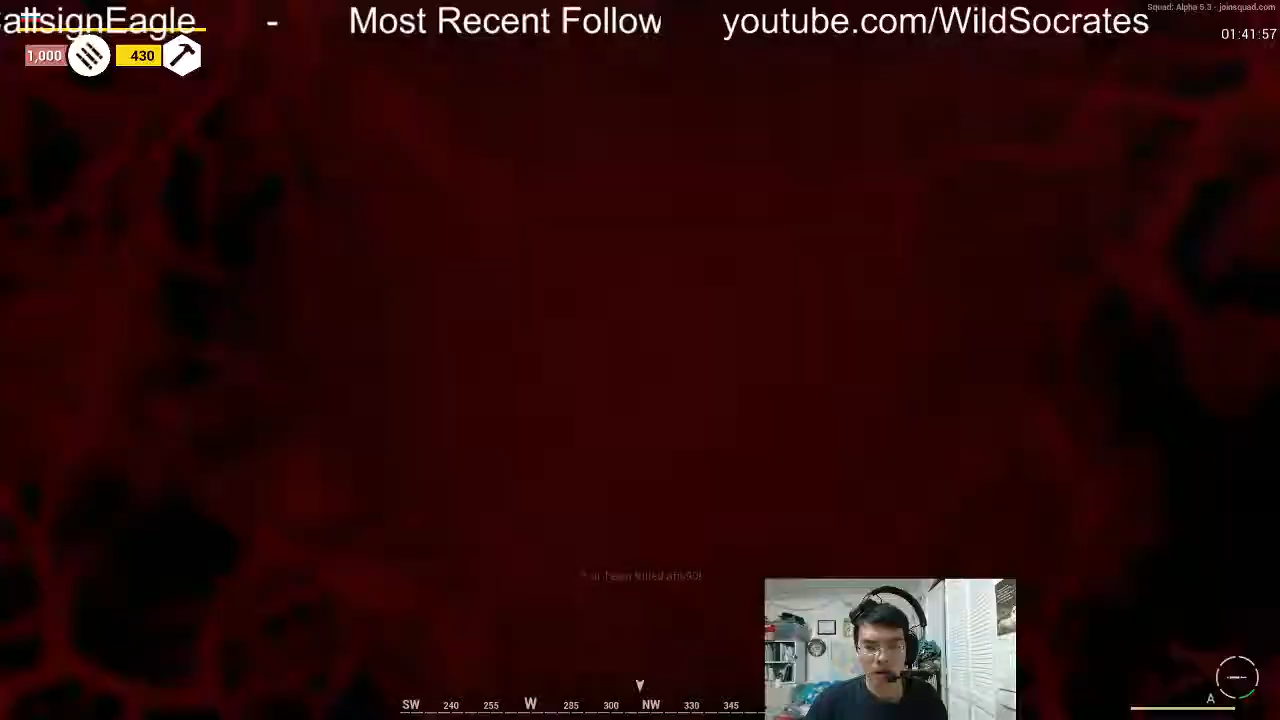 allsignEagle - Most Recent Follow youtube.com/WildSocrates
Squad: Alpha 5.3 - joinsquad.com
01:41:57
1,000 430
SW 240 255 W 285 300 NW 330 345
A